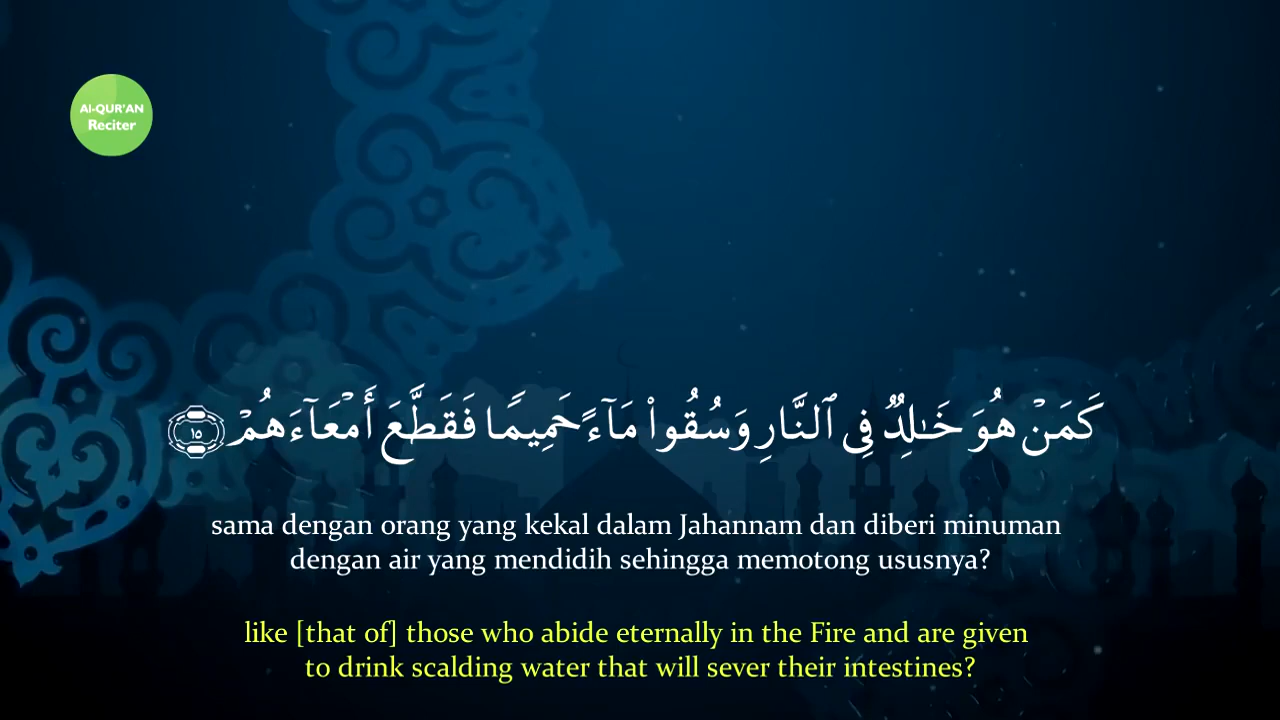 Al-QUR'AN
Reciter
كَمَنْ هُوَ خَـٰلِدٌ فِى ٱلنَّارِ وَسُقُوا۟ مَآءً حَمِيمًا فَقَطَّعَ أَمْعَآءَهُمْ ١٥
sama dengan orang yang kekal dalam Jahannam dan diberi minuman
dengan air yang mendidih sehingga memotong ususnya?
like [that of] those who abide eternally in the Fire and are given
to drink scalding water that will sever their intestines?